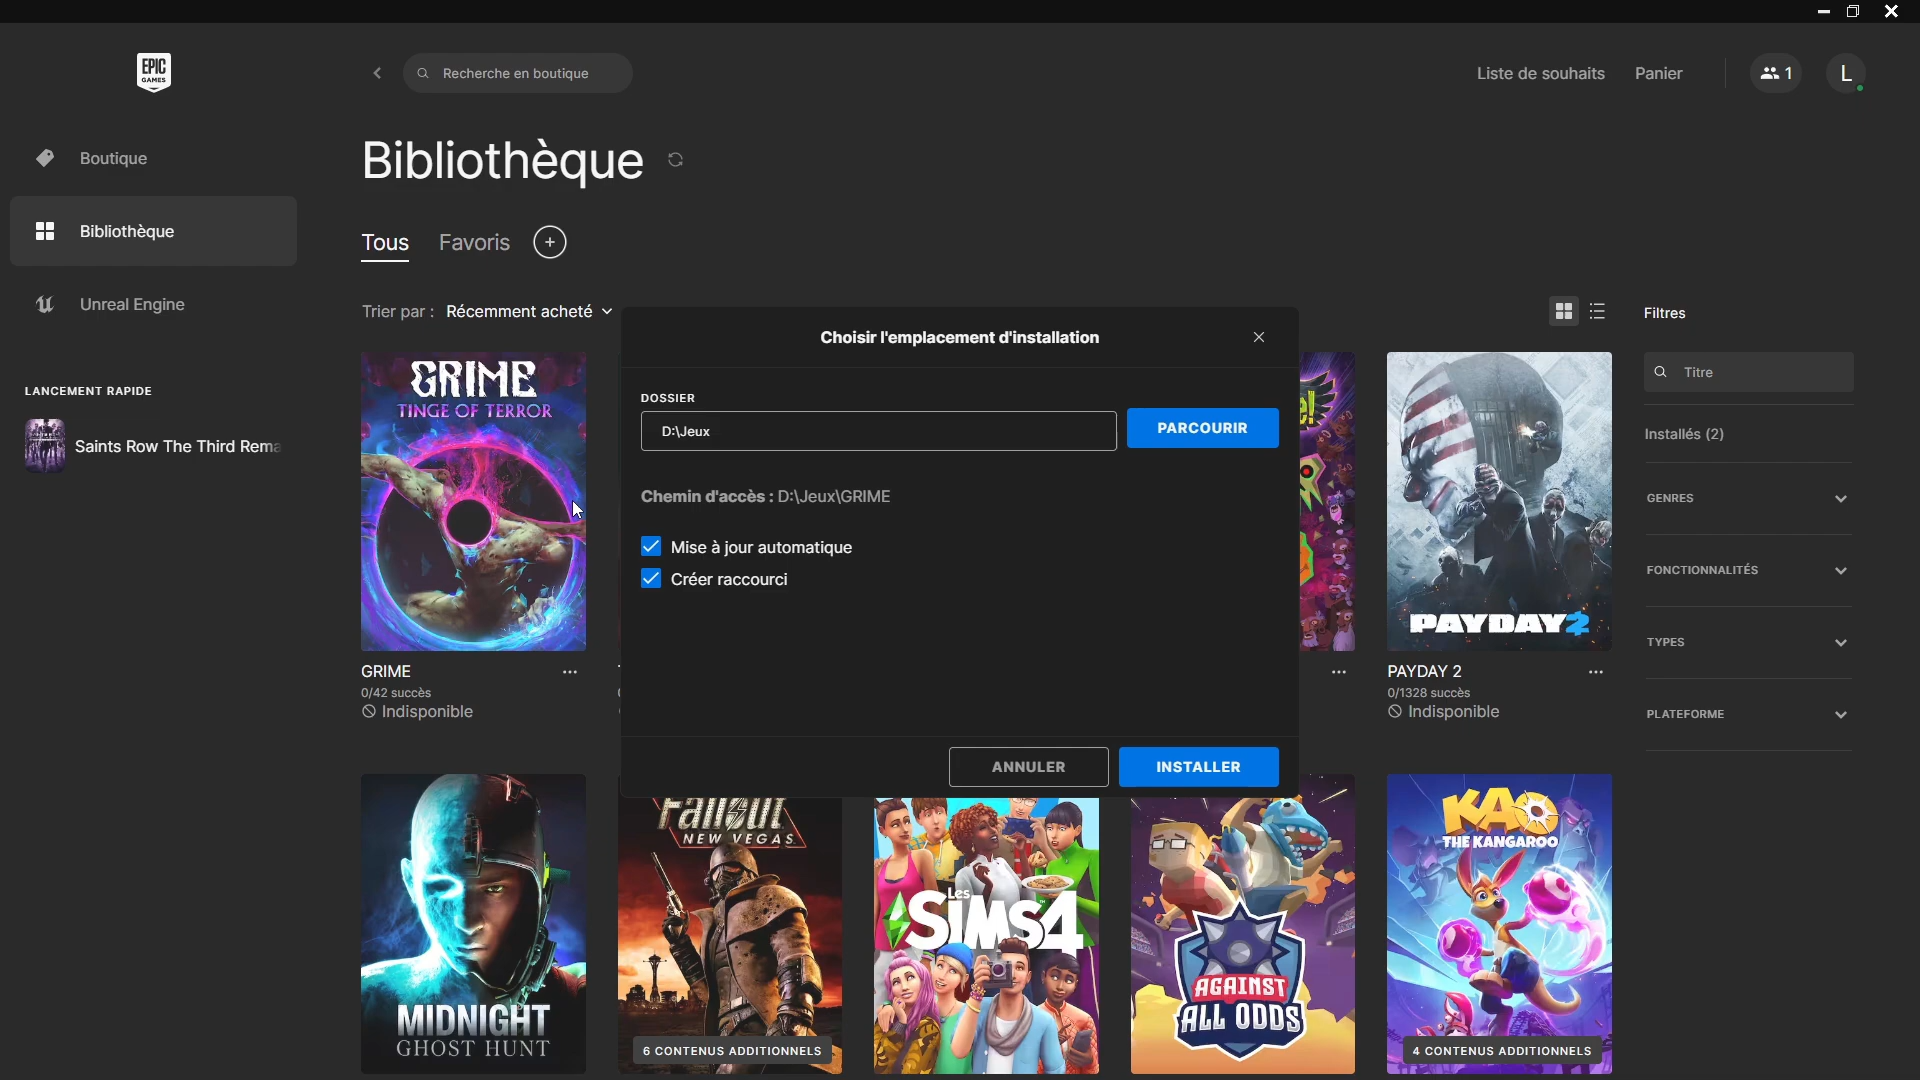 EPIC
GAMES
Recherche en boutique
Liste de souhaits
Panier
1
L
Boutique
Bibliothèque
Unreal Engine
LANCEMENT RAPIDE
Saints Row The Third Rema
Bibliothèque
Tous
Favoris
Trier par :
Récemment acheté
Choisir l'emplacement d'installation
DOSSIER
D:\Jeux
PARCOURIR
Chemin d'accès : D:\Jeux\GRIME
Mise à jour automatique
Créer raccourci
ANNULER
INSTALLER
GRIME
TINGE OF TERROR
GRIME
0/42 succès
Indisponible
PAYDAY 2
PAYDAY 2
0/1328 succès
Indisponible
Filtres
Titre
Installés (2)
GENRES
FONCTIONNALITÉS
TYPES
PLATEFORME
MIDNIGHT
GHOST HUNT
Fallout
NEW VEGAS
6 CONTENUS ADDITIONNELS
Les
SIMS4
AGAINST
ALL ODDS
KAO
THE KANGAROO
4 CONTENUS ADDITIONNELS